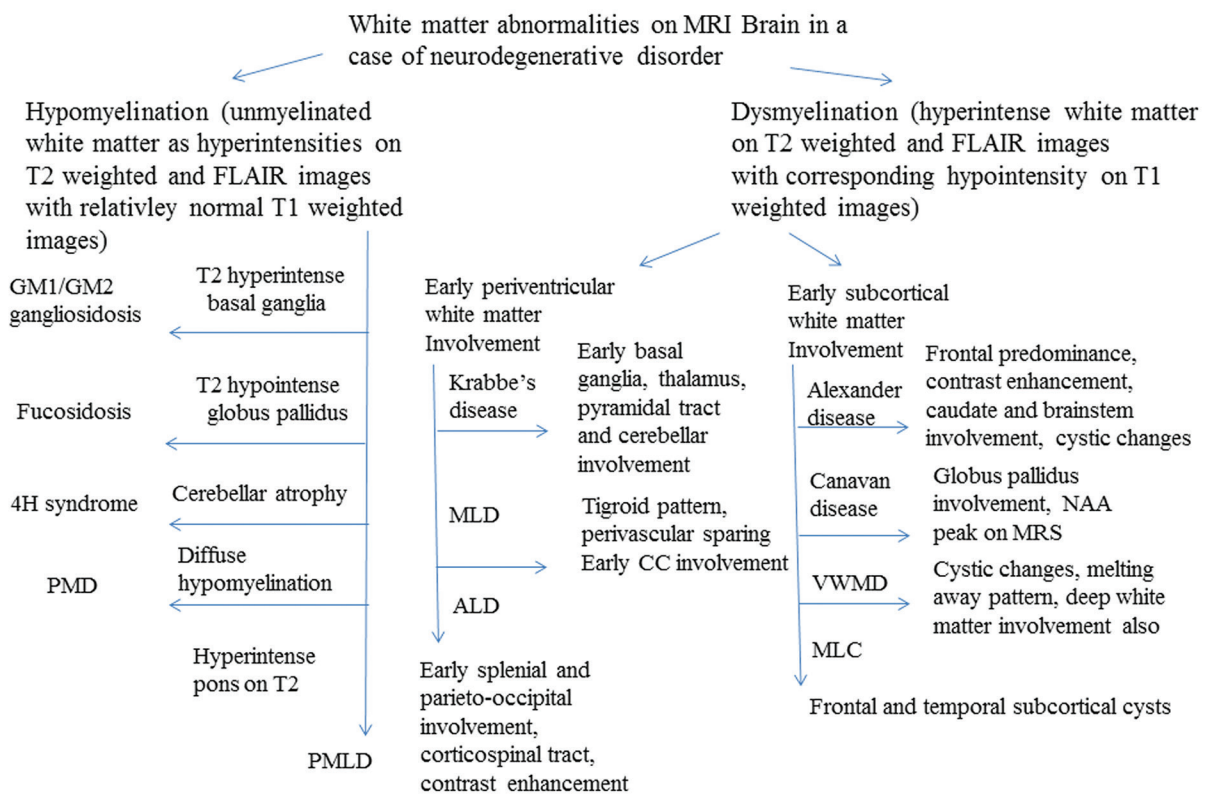 White matter abnormalities on MRI Brain in a
case of neurodegenerative disorder
Hypomyelination (unmyelinated
white matter as hyperintensities on
T2 weighted and FLAIR images
with relativley normal T1 weighted
images)
GM1/GM2
gangliosidosis
T2 hyperintense
basal ganglia
Fucosidosis
T2 hypointense
globus pallidus
4H syndrome
Cerebellar atrophy
PMD
Diffuse
hypomyelination
Hyperintense
pons on T2
PMLD
Dysmyelination (hyperintense white matter
on T2 weighted and FLAIR images
with corresponding hypointensity on T1
weighted images)
Early periventricular
white matter
Involvement
Krabbe's
disease
Early basal
ganglia, thalamus,
pyramidal tract
and cerebellar
involvement
MLD
Tigroid pattern,
perivascular sparing
Early CC involvement
ALD
Early splenial and
parieto-occipital
involvement,
corticospinal tract,
contrast enhancement
Early subcortical
white matter
Involvement
Alexander
disease
Frontal predominance,
contrast enhancement,
caudate and brainstem
involvement, cystic changes
Canavan
disease
Globus pallidus
involvement, NAA
peak on MRS
VWMD
Cystic changes, melting
away pattern, deep white
matter involvement also
MLC
Frontal and temporal subcortical cysts